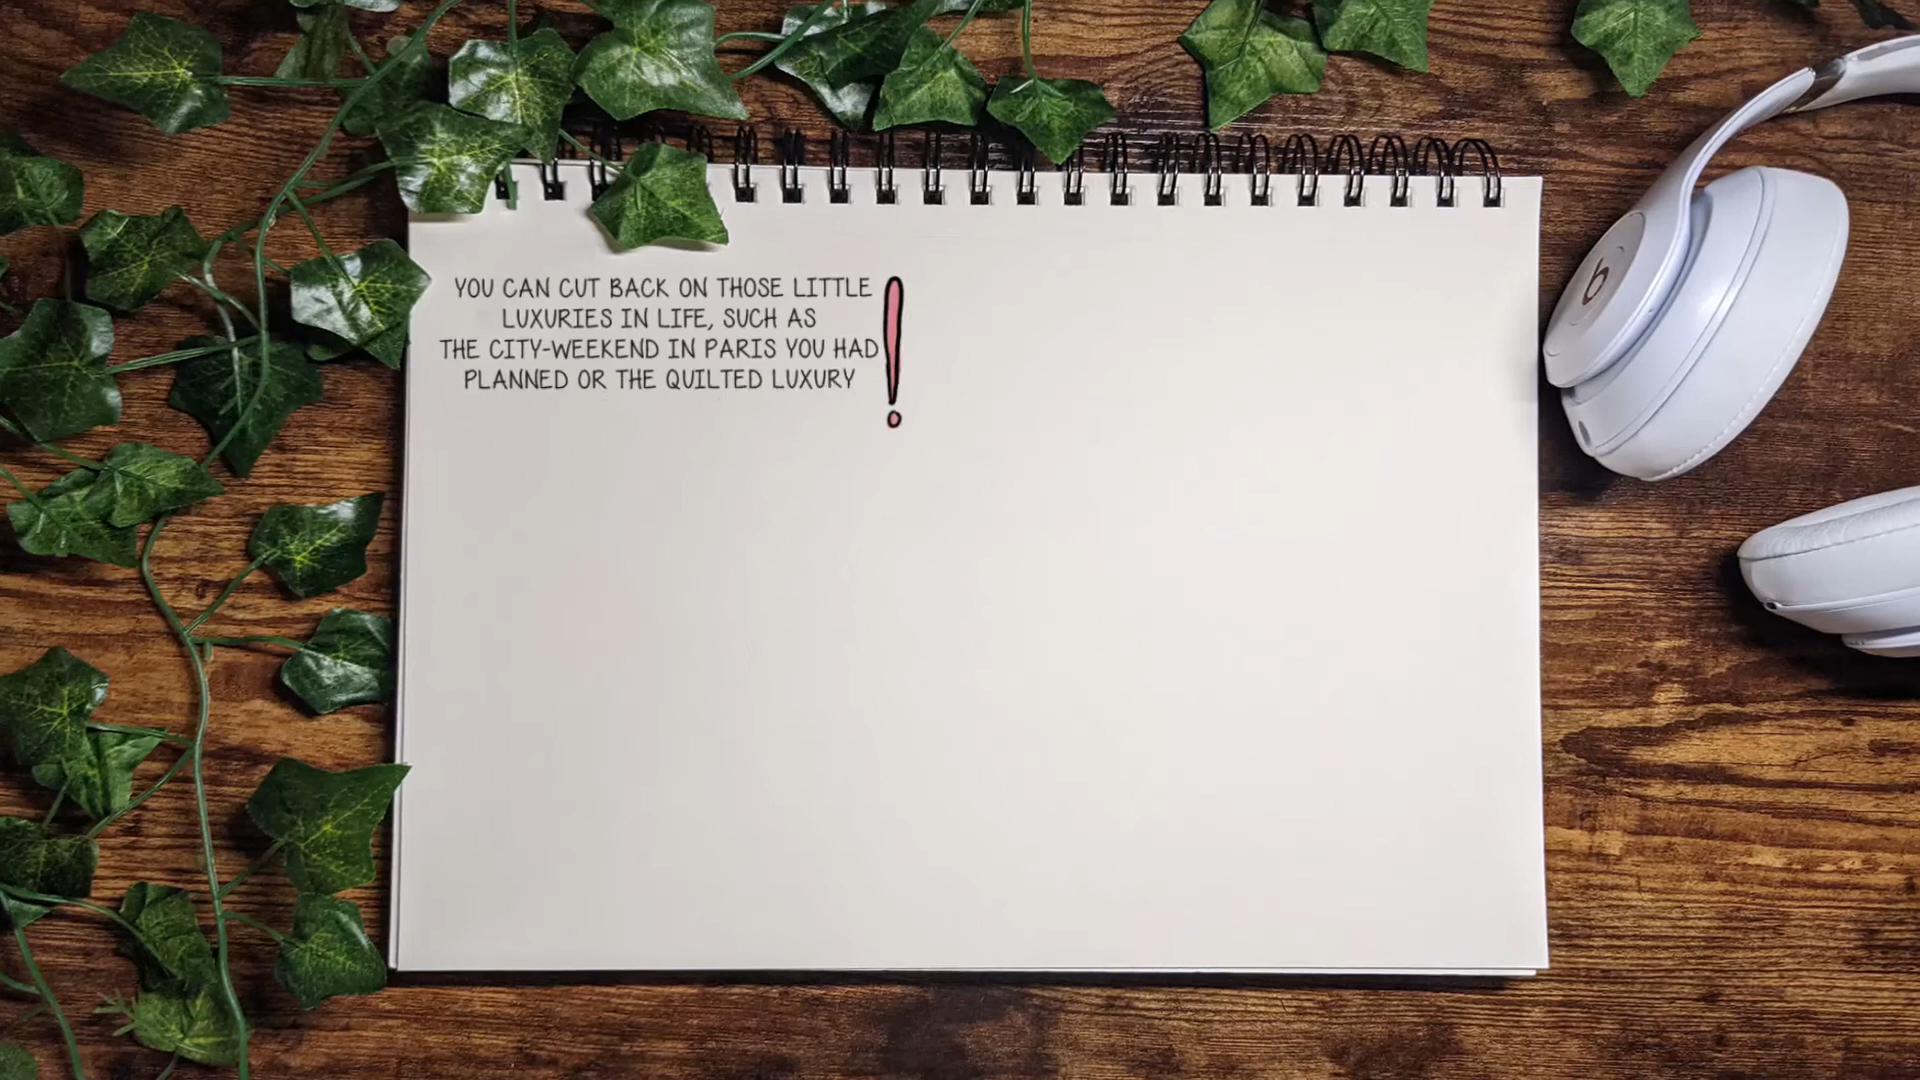 YOU CAN CUT BACK ON THOSE LITTLE
LUXURIES IN LIFE, SUCH AS
THE CITY-WEEKEND IN PARIS YOU HAD
PLANNED OR THE QUILTED LUXURY